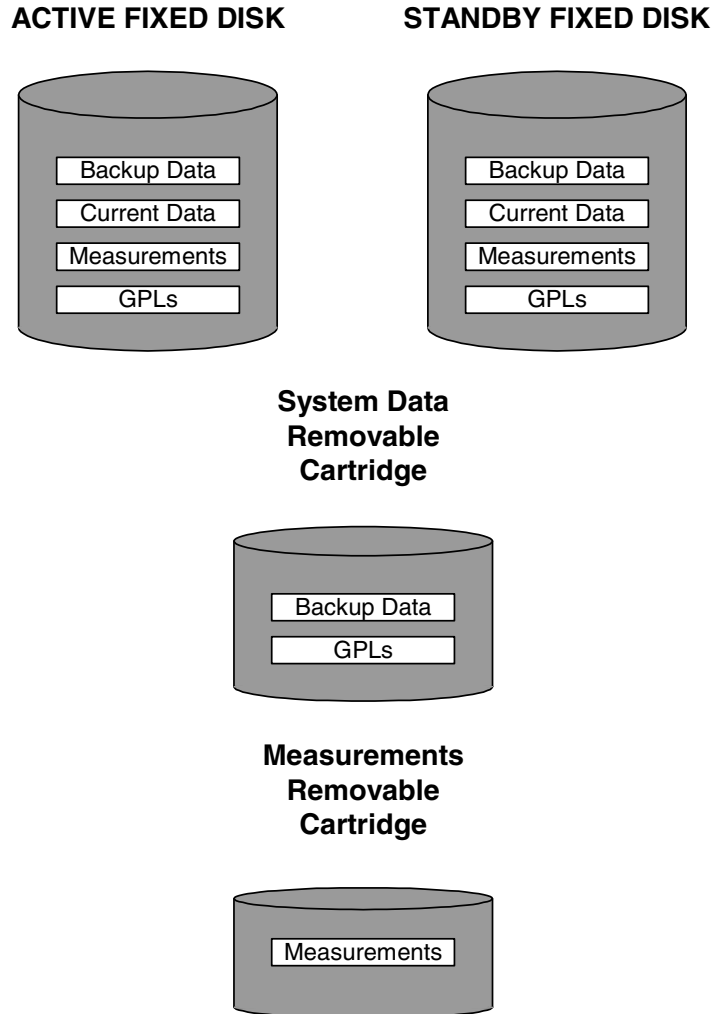 ACTIVE FIXED DISK
STANDBY FIXED DISK
Backup Data
Current Data
Measurements
GPLs
Backup Data
Current Data
Measurements
GPLs
System Data
Removable
Cartridge
Backup Data
GPLs
Measurements
Removable
Cartridge
Measurements